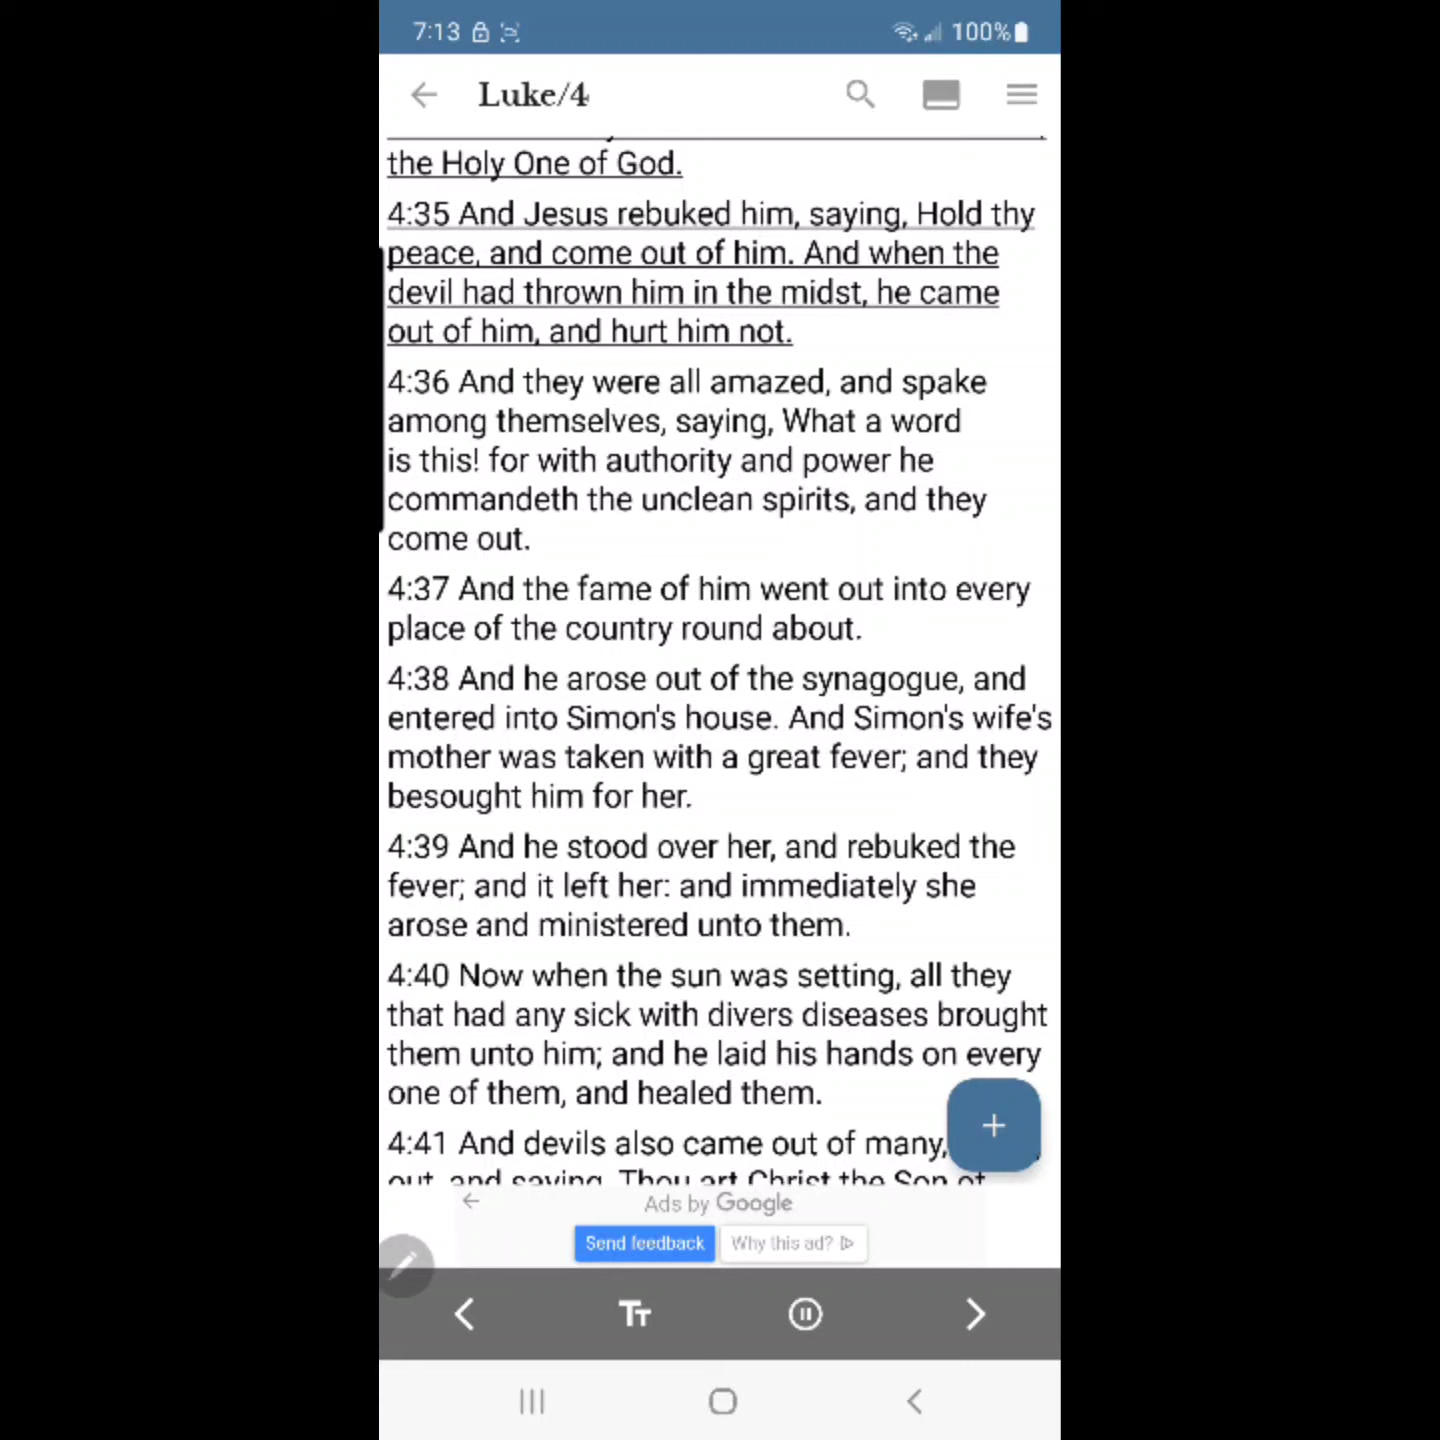 7:13
100%
Luke/4
the Holy One of God.
4:35 And Jesus rebuked him, saying, Hold thy
peace, and come out of him. And when the
devil had thrown him in the midst, he came
out of him, and hurt him not.
4:36 And they were all amazed, and spake
among themselves, saying, What a word
is this! for with authority and power he
commandeth the unclean spirits, and they
come out.
4:37 And the fame of him went out into every
place of the country round about.
4:38 And he arose out of the synagogue, and
entered into Simon's house. And Simon's wife's
mother was taken with a great fever; and they
besought him for her.
4:39 And he stood over her, and rebuked the
fever; and it left her: and immediately she
arose and ministered unto them.
4:40 Now when the sun was setting, all they
that had any sick with divers diseases brought
them unto him; and he laid his hands on every
one of them, and healed them.
4:41 And devils also came out of many,
out, and saying, Thou art Christ the Son of
Ads by Google
Send feedback
Why this ad?
TT